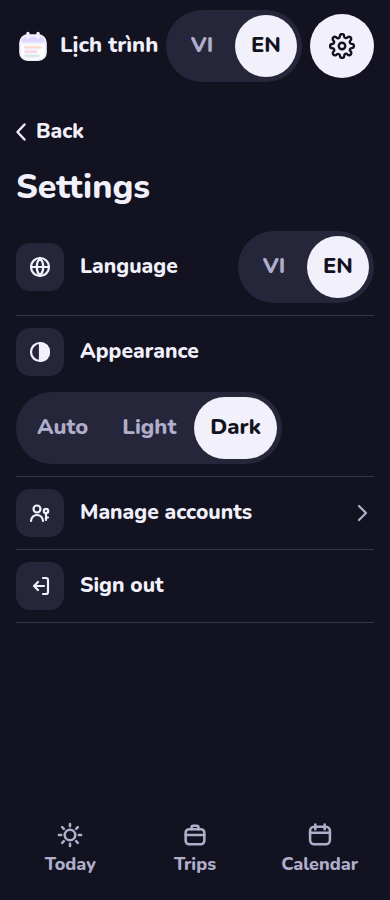 Lịch trình VI EN
Back
Settings
Language VI EN
Appearance
Auto Light Dark
Manage accounts
Sign out
Today Trips Calendar